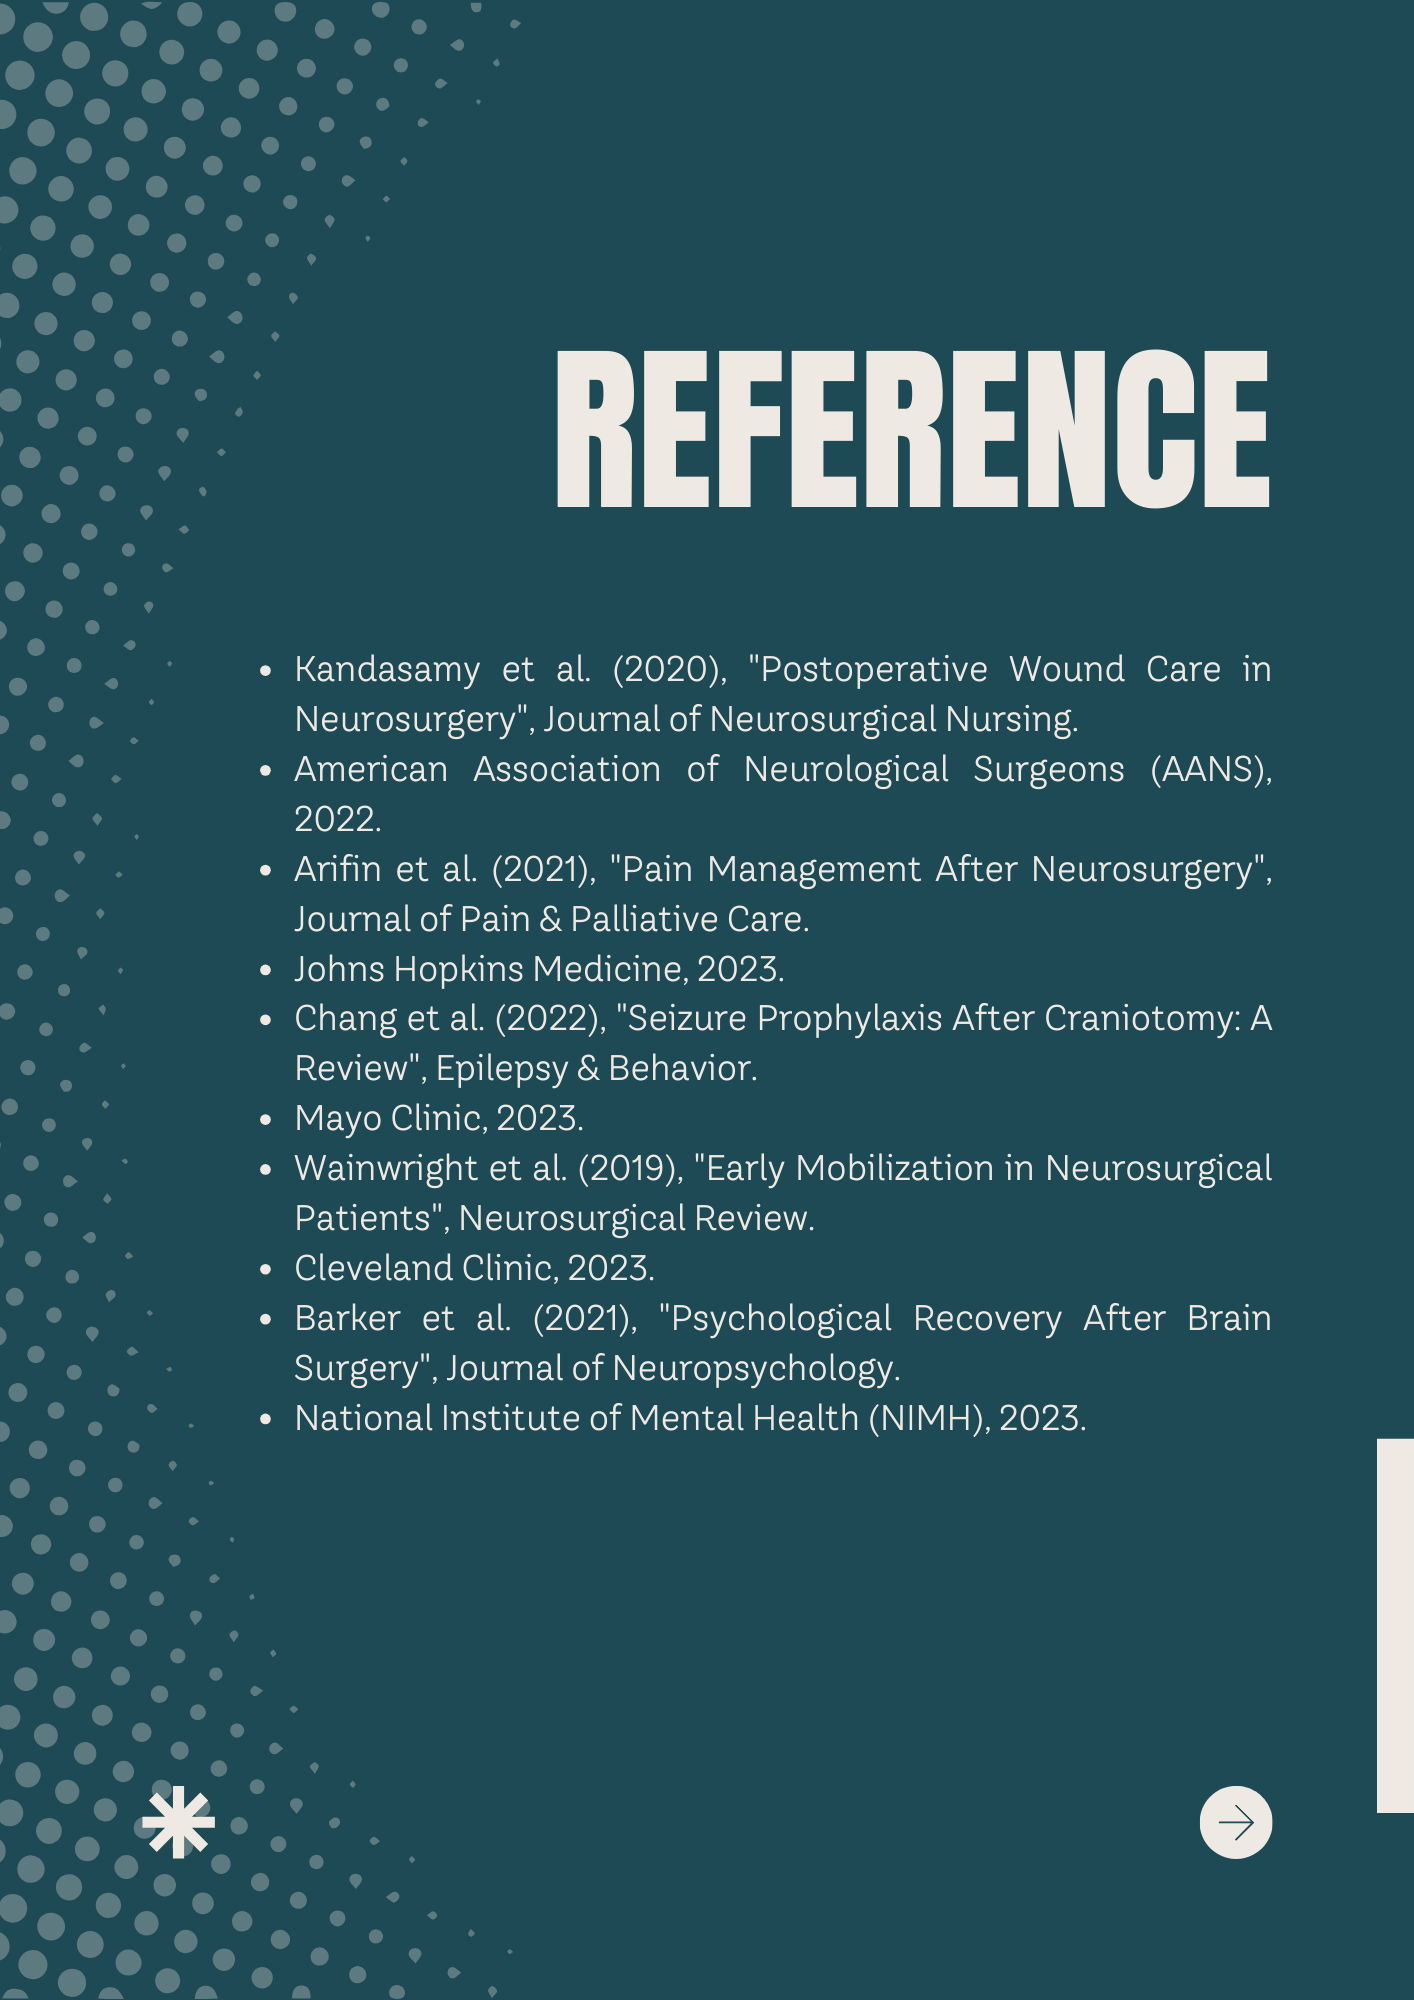 REFERENCE
• Kandasamy et al. (2020), "Postoperative Wound Care in
Neurosurgery", Journal of Neurosurgical Nursing.
• American Association of Neurological Surgeons (AANS),
2022.
• Arifin et al. (2021), "Pain Management After Neurosurgery",
Journal of Pain & Palliative Care.
• Johns Hopkins Medicine, 2023.
• Chang et al. (2022), "Seizure Prophylaxis After Craniotomy: A
Review", Epilepsy & Behavior.
• Mayo Clinic, 2023.
• Wainwright et al. (2019), "Early Mobilization in Neurosurgical
Patients", Neurosurgical Review.
• Cleveland Clinic, 2023.
• Barker et al. (2021), "Psychological Recovery After Brain
Surgery", Journal of Neuropsychology.
• National Institute of Mental Health (NIMH), 2023.